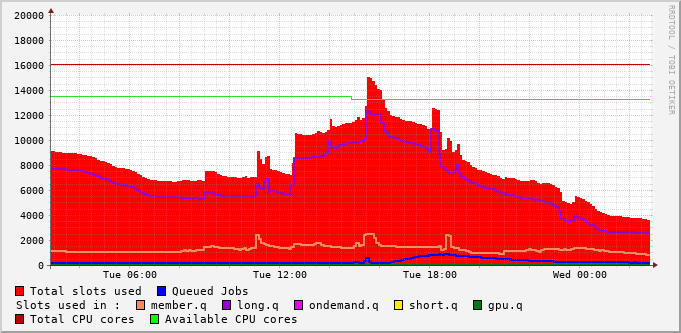 RRDTOOL / TOBI OETIKER
20000
18000
16000
14000
12000
10000
8000
6000
4000
2000
0
Tue 06:00 Tue 12:00 Tue 18:00 Wed 00:00
Total slots used Queued Jobs
Slots used in : member.q long.q ondemand.q short.q gpu.q
Total CPU cores Available CPU cores